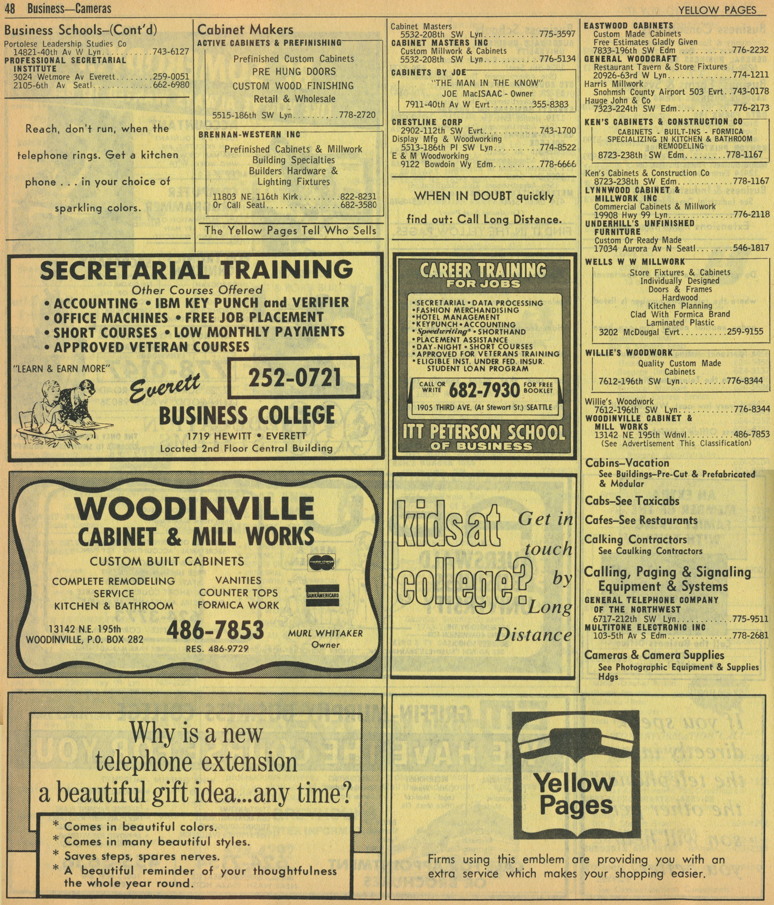 48 Business—Cameras
YELLOW PAGES
Business Schools—(Cont'd)
Portolese Leadership Studies Co
14821-40th Av W Lyn........743-6127
PROFESSIONAL SECRETARIAL
INSTITUTE
3024 Wetmore Av Everett........259-0051
2105-6th Av Seatl........662-6980
Reach, don't run, when the
telephone rings. Get a kitchen
phone . . . in your choice of
sparkling colors.
Cabinet Makers
ACTIVE CABINETS & PREFINISHING
Prefinished Custom Cabinets
PRE HUNG DOORS
CUSTOM WOOD FINISHING
Retail & Wholesale
5515-186th SW Lyn........778-2720
BRENNAN-WESTERN INC
Prefinished Cabinets & Millwork
Building Specialties
Builders Hardware &
Lighting Fixtures
11803 NE 116th Kirk........822-8231
Or Call Seatl........682-3580
The Yellow Pages Tell Who Sells
Cabinet Masters
5532-208th SW Lyn........775-3597
CABINET MASTERS INC
Custom Millwork & Cabinets
5532-208th SW Lyn........776-5134
CABINETS BY JOE
"THE MAN IN THE KNOW"
JOE MacISAAC - Owner
7911-40th Av W Evrt........355-8383
CRESTLINE CORP
2902-112th SW Evrt........743-1700
Display Mfg & Woodworking
5513-186th Pl SW Lyn........774-8522
E & M Woodworking
9122 Bowdoin Wy Edm........778-6666
WHEN IN DOUBT quickly
find out: Call Long Distance.
EASTWOOD CABINETS
Custom Made Cabinets
Free Estimates Gladly Given
7833-196th SW Edm........776-2232
GENERAL WOODCRAFT
Restaurant Tavern & Store Fixtures
20926-63rd W Lyn........774-1211
Harris Millwork
Snohmsh County Airport 503 Evrt.743-0178
Hauge John & Co
7323-224th SW Edm........776-2173
KEN'S CABINETS & CONSTRUCTION CO
CABINETS - BUILT-INS - FORMICA
SPECIALIZING IN KITCHEN & BATHROOM
REMODELING
8723-238th SW Edm........778-1167
Ken's Cabinets & Construction Co
8723-238th SW Edm........778-1167
LYNNWOOD CABINET &
MILLWORK INC
Commercial Cabinets & Millwork
19908 Hwy 99 Lyn........776-2118
UNDERHILL'S UNFINISHED
FURNITURE
Custom Or Ready Made
17034 Aurora Av N Seatl........546-1817
WELLS W W MILLWORK
Store Fixtures & Cabinets
Individually Designed
Doors & Frames
Hardwood
Kitchen Planning
Clad With Formica Brand
Laminated Plastic
3202 McDougal Evrt........259-9155
WILLIE'S WOODWORK
Quality Custom Made
Cabinets
7612-196th SW Lyn........776-8344
Willie's Woodwork
7612-196th SW Lyn........776-8344
WOODINVILLE CABINET &
MILL WORKS
13142 NE 195th Wdnvl........486-7853
(See Advertisement This Classification)
Cabins—Vacation
See Buildings—Pre-Cut & Prefabricated
& Modular
Cabs—See Taxicabs
Cafes—See Restaurants
Calking Contractors
See Caulking Contractors
Calling, Paging & Signaling
Equipment & Systems
GENERAL TELEPHONE COMPANY
OF THE NORTHWEST
6717-212th SW Lyn........775-9511
MULTITONE ELECTRONIC INC
103-5th Av S Edm........778-2681
Cameras & Camera Supplies
See Photographic Equipment & Supplies
Hdgs
SECRETARIAL TRAINING
Other Courses Offered
• ACCOUNTING • IBM KEY PUNCH and VERIFIER
• OFFICE MACHINES • FREE JOB PLACEMENT
• SHORT COURSES • LOW MONTHLY PAYMENTS
• APPROVED VETERAN COURSES
"LEARN & EARN MORE"
Everett 252-0721
BUSINESS COLLEGE
1719 HEWITT • EVERETT
Located 2nd Floor Central Building
CAREER TRAINING
FOR JOBS
•SECRETARIAL •DATA PROCESSING
•FASHION MERCHANDISING
•HOTEL MANAGEMENT
•KEYPUNCH •ACCOUNTING
•Speedwriting® •SHORTHAND
•PLACEMENT ASSISTANCE
•DAY-NIGHT •SHORT COURSES
•APPROVED FOR VETERANS TRAINING
•ELIGIBLE INST. UNDER FED. INSUR.
STUDENT LOAN PROGRAM
CALL OR WRITE 682-7930 FOR FREE BOOKLET
1905 THIRD AVE. (At Stewart St.) SEATTLE
ITT PETERSON SCHOOL
OF BUSINESS
WOODINVILLE
CABINET & MILL WORKS
CUSTOM BUILT CABINETS
COMPLETE REMODELING
SERVICE
KITCHEN & BATHROOM
VANITIES
COUNTER TOPS
FORMICA WORK
BANKAMERICARD
13142 N.E. 195th
WOODINVILLE, P.O. BOX 282
486-7853
RES. 486-9729
MURL WHITAKER
Owner
kids at
college?
Get in
touch
by
Long
Distance
Why is a new
telephone extension
a beautiful gift idea...any time?
* Comes in beautiful colors.
* Comes in many beautiful styles.
* Saves steps, spares nerves.
* A beautiful reminder of your thoughtfulness
the whole year round.
Yellow
Pages
Firms using this emblem are providing you with an
extra service which makes your shopping easier.